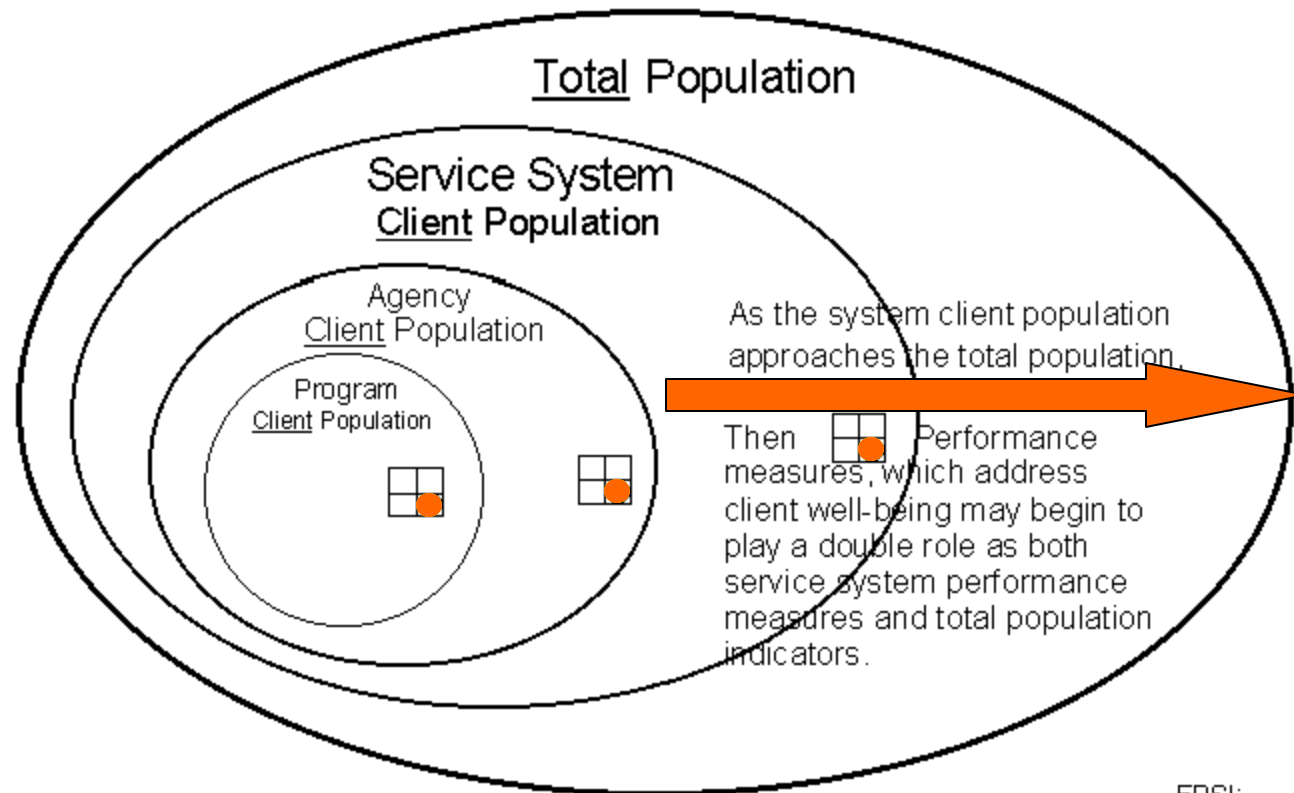 Total Population
Service System
Client Population
Agency
Client Population
Program
Client Population
As the system client population
approaches the total population,
Then Performance
measures, which address
client well-being may begin to
play a double role as both
service system performance
measures and total population
indicators.